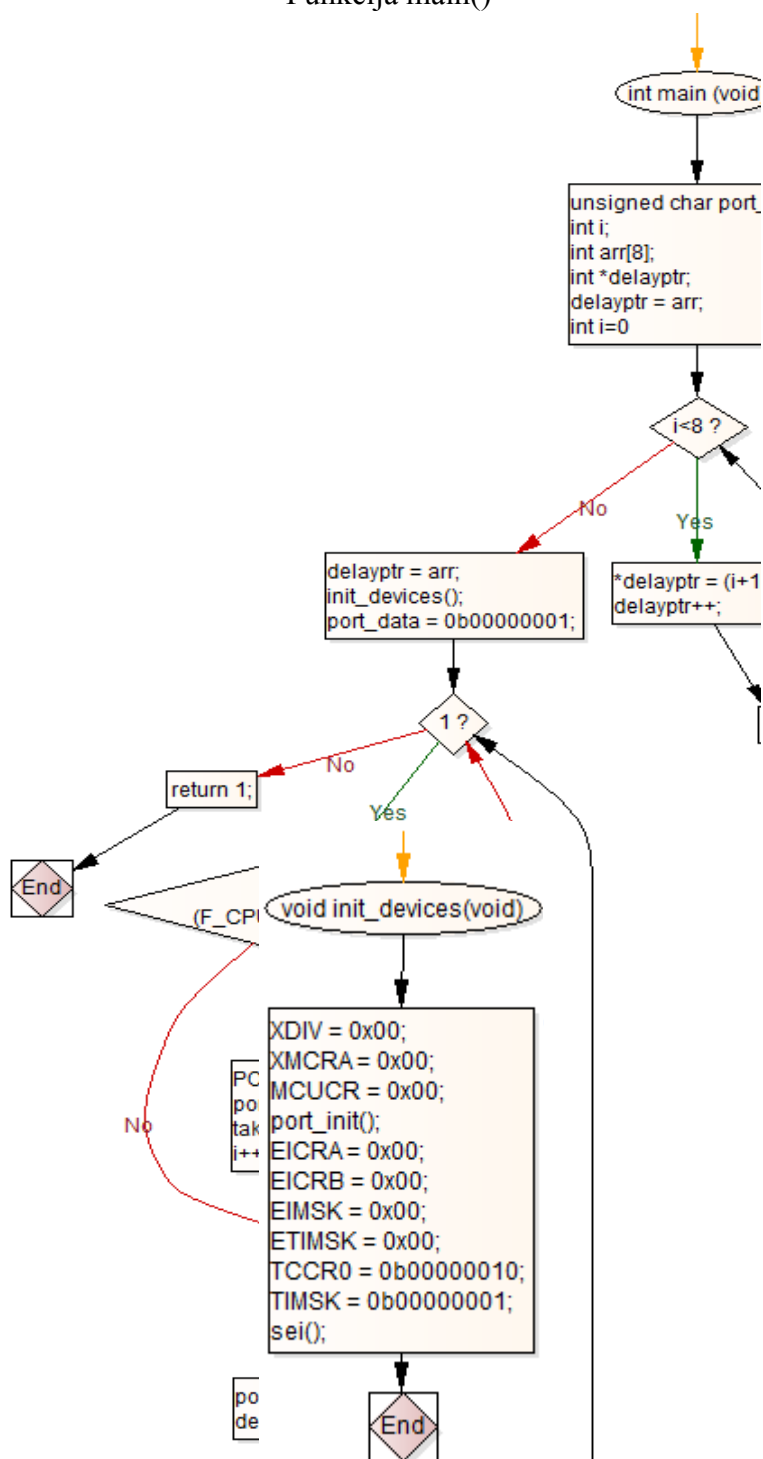 Funkcija main()
int main (void
unsigned char port_
int i;
int arr[8];
int *delayptr;
delayptr = arr;
int i=0
i<8 ?
No
Yes
delayptr = arr;
init_devices();
port_data = 0b00000001;
*delayptr = (i+1
delayptr++;
1 ?
No
return 1;
Yes
End
(F_CPU
void init_devices(void)
XDIV = 0x00;
XMCRA = 0x00;
MCUCR = 0x00;
port_init();
EICRA = 0x00;
EICRB = 0x00;
EIMSK = 0x00;
ETIMSK = 0x00;
TCCR0 = 0b00000010;
TIMSK = 0b00000001;
sei();
No
i++
End